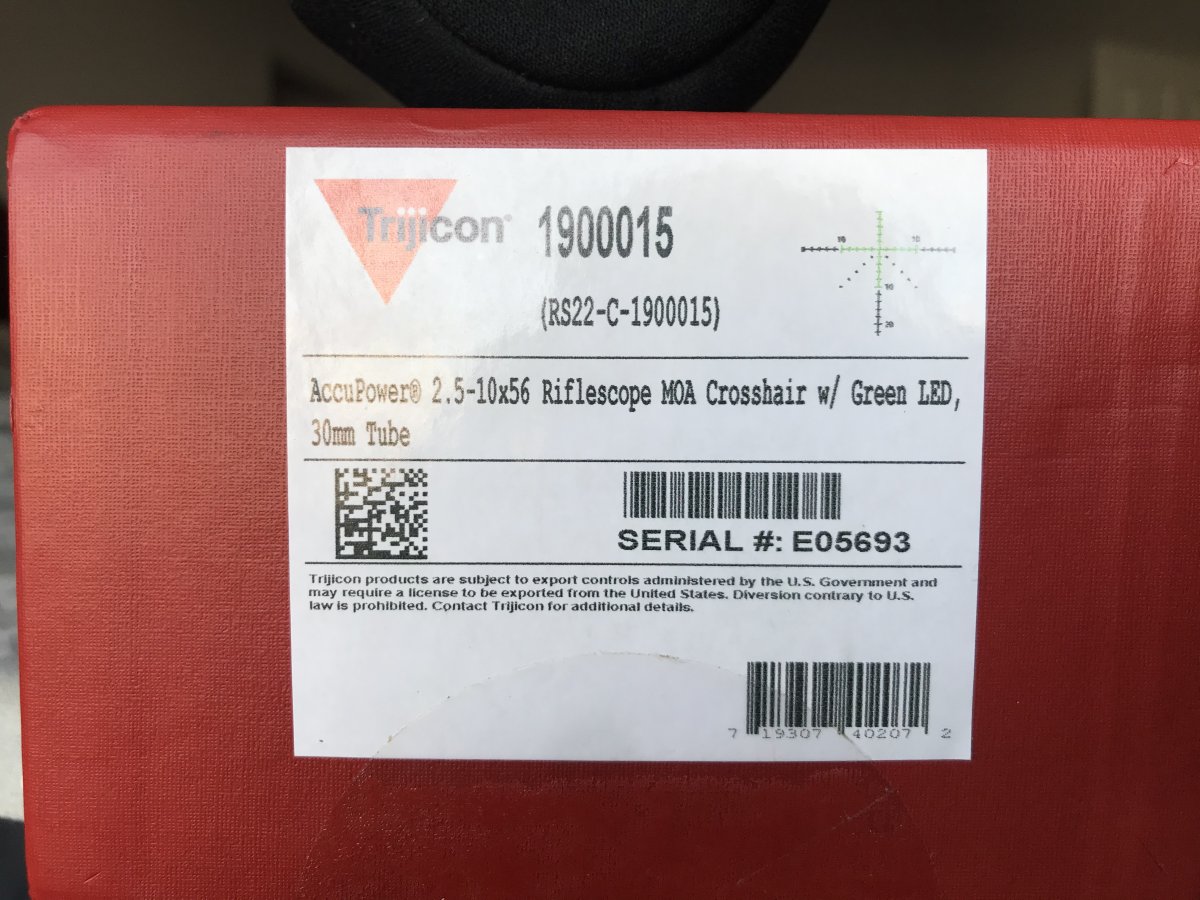 Trijicon®
1900015
(RS22-C-1900015)
10 10
10
20
AccuPower® 2.5-10x56 Riflescope MOA Crosshair w/ Green LED,
30mm Tube
SERIAL #: E05693
Trijicon products are subject to export controls administered by the U.S. Government and
may require a license to be exported from the United States. Diversion contrary to U.S.
law is prohibited. Contact Trijicon for additional details.
7 19307 40207 2